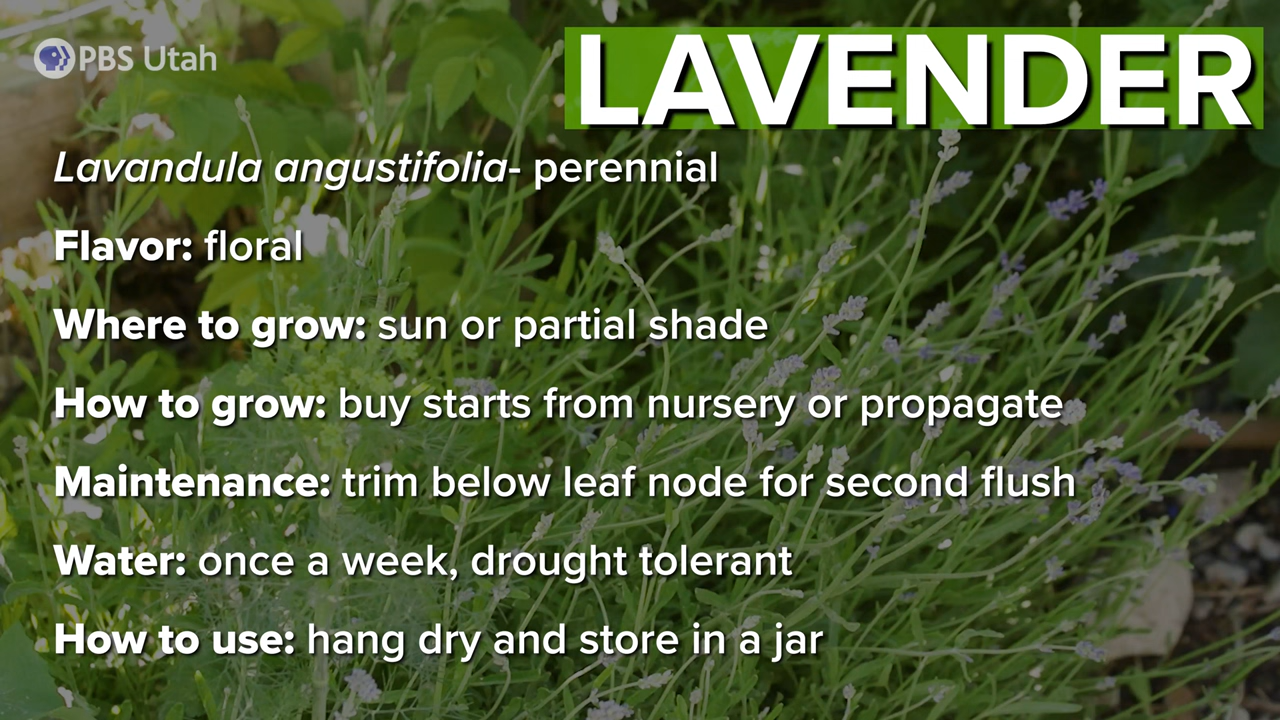 PBS Utah
LAVENDER
Lavandula angustifolia- perennial
Flavor: floral
Where to grow: sun or partial shade
How to grow: buy starts from nursery or propagate
Maintenance: trim below leaf node for second flush
Water: once a week, drought tolerant
How to use: hang dry and store in a jar